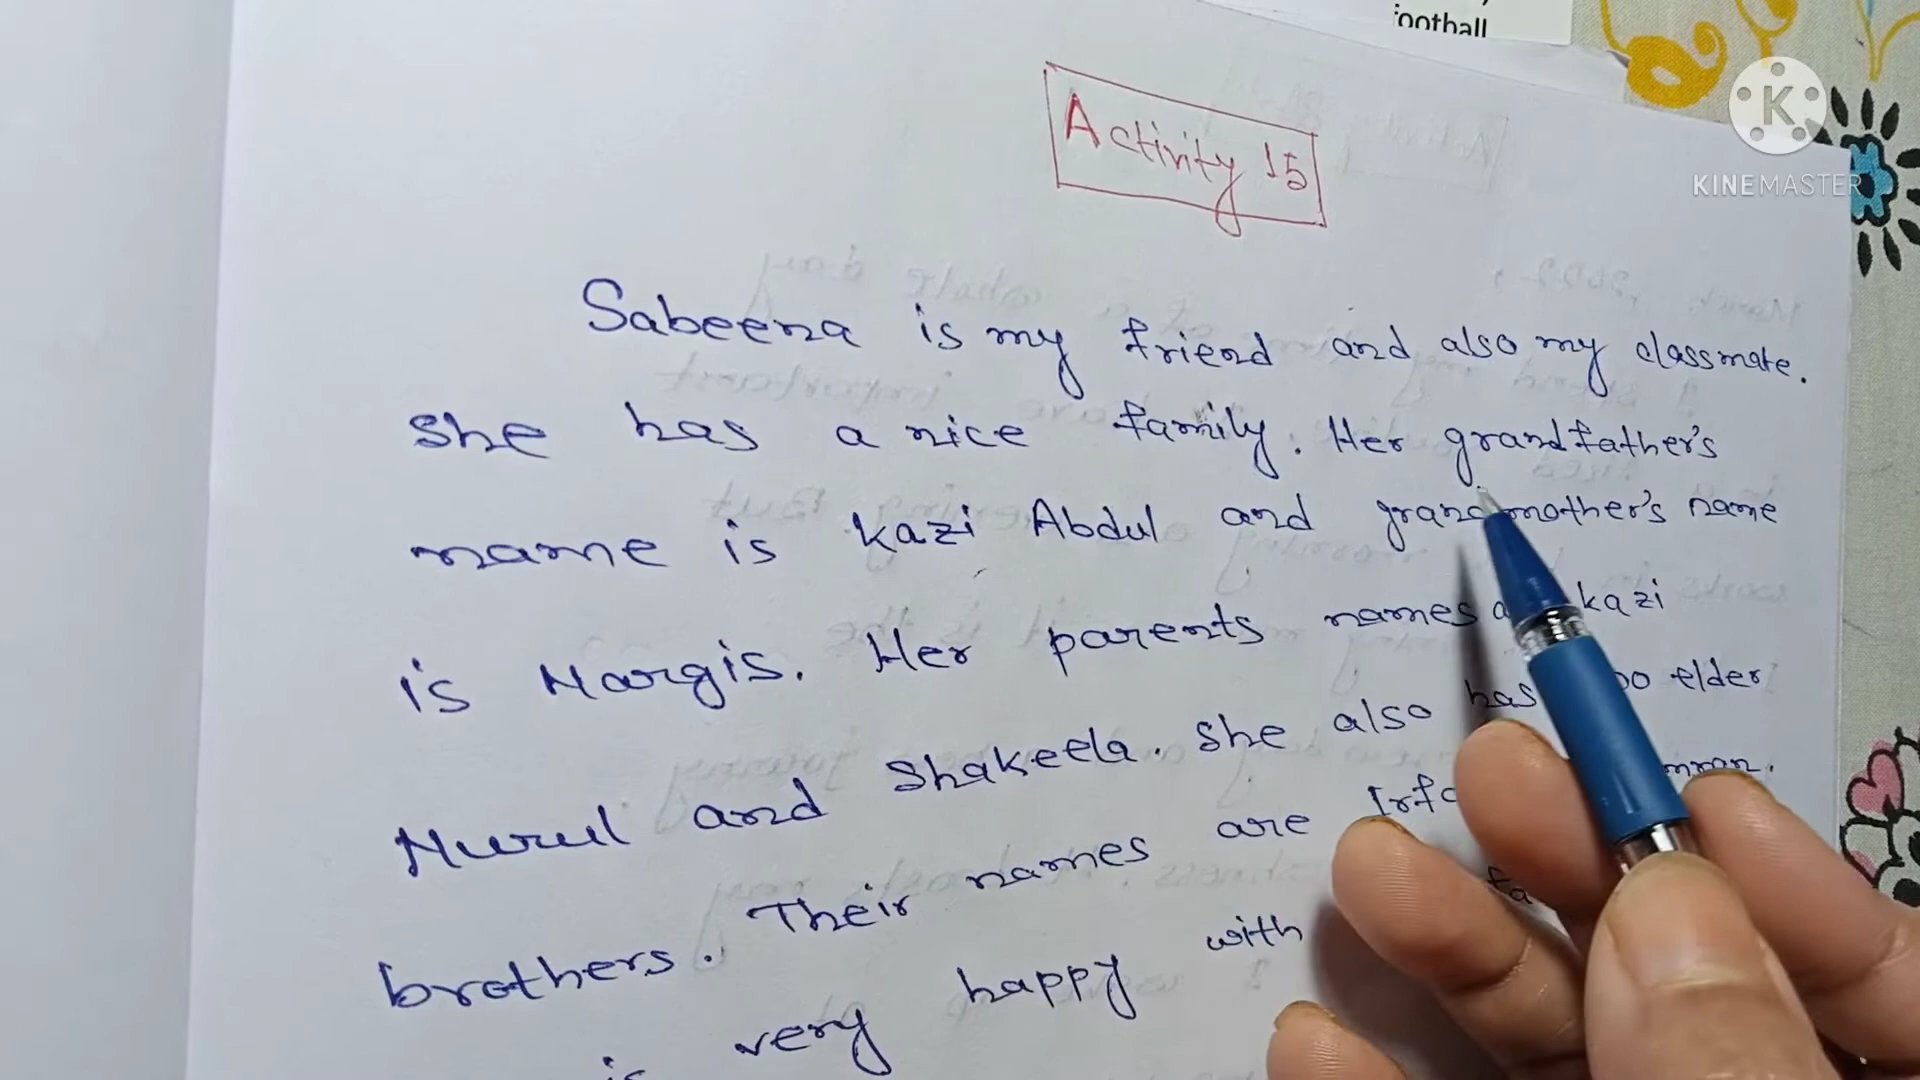 football
KINEMASTER
Activity 15
Sabeena is my friend and also my classmate.
She has a nice family. Her grandfather's
name is Kazi Abdul and grandmother's name
is Nargis. Her parents names kazi
Nurul and Shakeela. She also has elder
brothers. Their names are
is very happy with